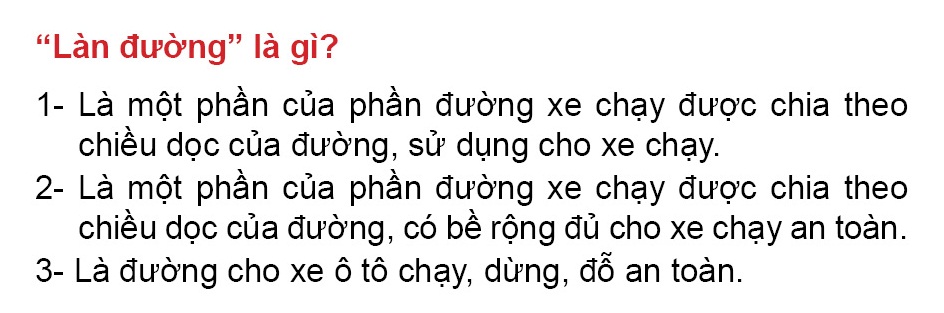 “Làn đường” là gì?
1- Là một phần của phần đường xe chạy được chia theo
chiều dọc của đường, sử dụng cho xe chạy.
2- Là một phần của phần đường xe chạy được chia theo
chiều dọc của đường, có bề rộng đủ cho xe chạy an toàn.
3- Là đường cho xe ô tô chạy, dừng, đỗ an toàn.